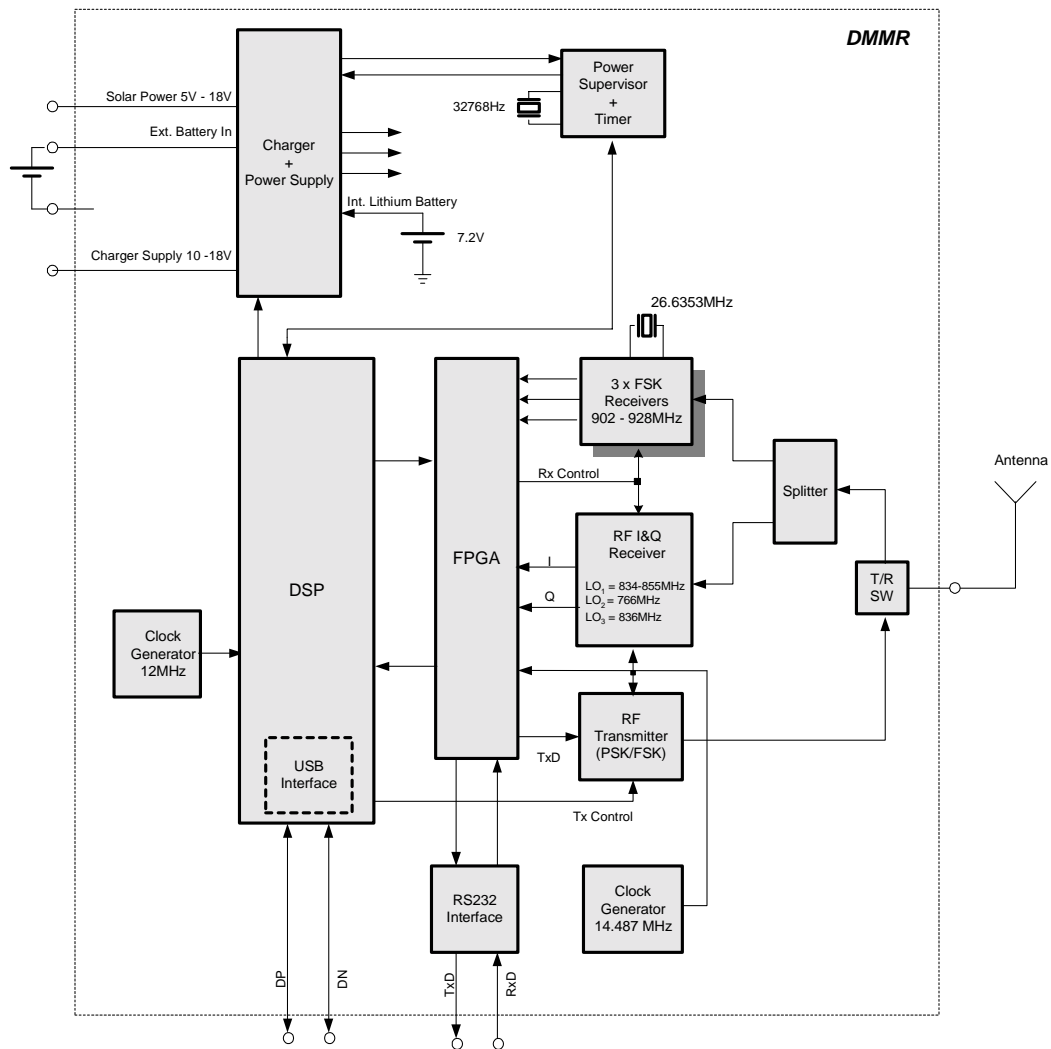 DMMR
Power
Supervisor
+
Timer
32768Hz
Solar Power 5V - 18V
Ext. Battery In
Charger
+
Power Supply
Int. Lithium Battery
7.2V
Charger Supply 10 -18V
26.6353MHz
3 x FSK
Receivers
902 - 928MHz
Splitter
Antenna
Rx Control
RF I&Q
Receiver
LO1 = 834-855MHz
LO2 = 766MHz
LO3 = 836MHz
I
Q
FPGA
DSP
T/R
SW
Clock
Generator
12MHz
RF
Transmitter
(PSK/FSK)
TxD
USB
Interface
Tx Control
RS232
Interface
Clock
Generator
14.487 MHz
DP
DN
TxD
RxD